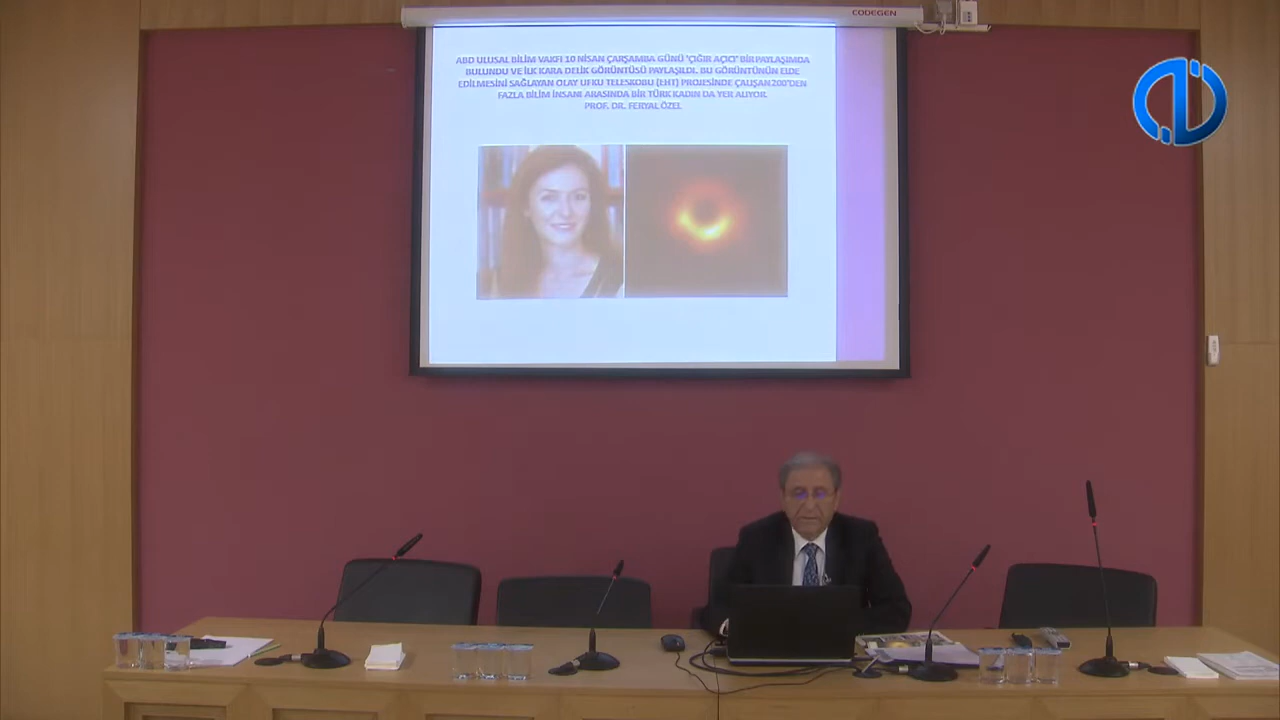 CODEGEN
ABD ULUSAL BİLİM VAKFI 10 NİSAN ÇARŞAMBA GÜNÜ 'ÇIĞIR AÇICI' BİR PAYLAŞIMDA
BULUNDU VE İLK KARA DELİK GÖRÜNTÜSÜ PAYLAŞILDI. BU GÖRÜNTÜNÜN ELDE
EDİLMESİNİ SAĞLAYAN OLAY UFKU TELESKOBU (EHT) PROJESİNDE ÇALIŞAN 200'DEN
FAZLA BİLİM İNSANI ARASINDA BİR TÜRK KADIN DA YER ALIYOR.
PROF. DR. FERYAL ÖZEL